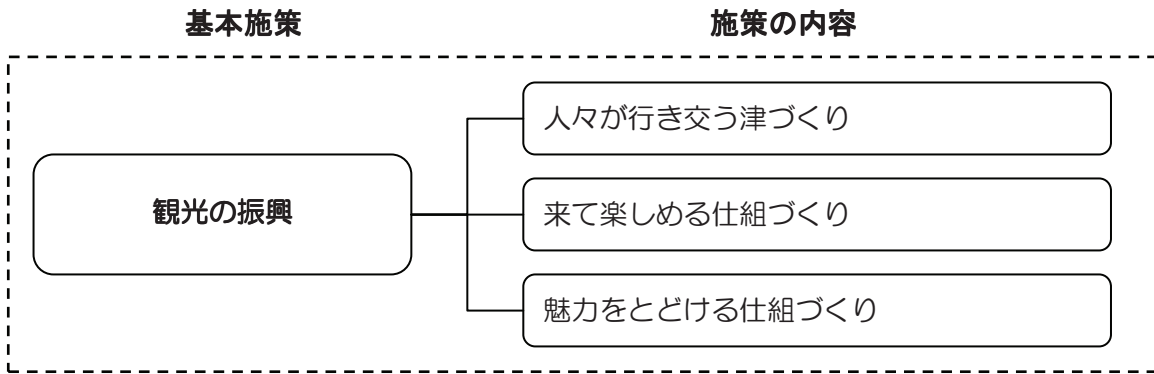 基本施策
施策の内容
観光の振興
人々が行き交う津づくり
来て楽しめる仕組づくり
魅力をとどける仕組づくり